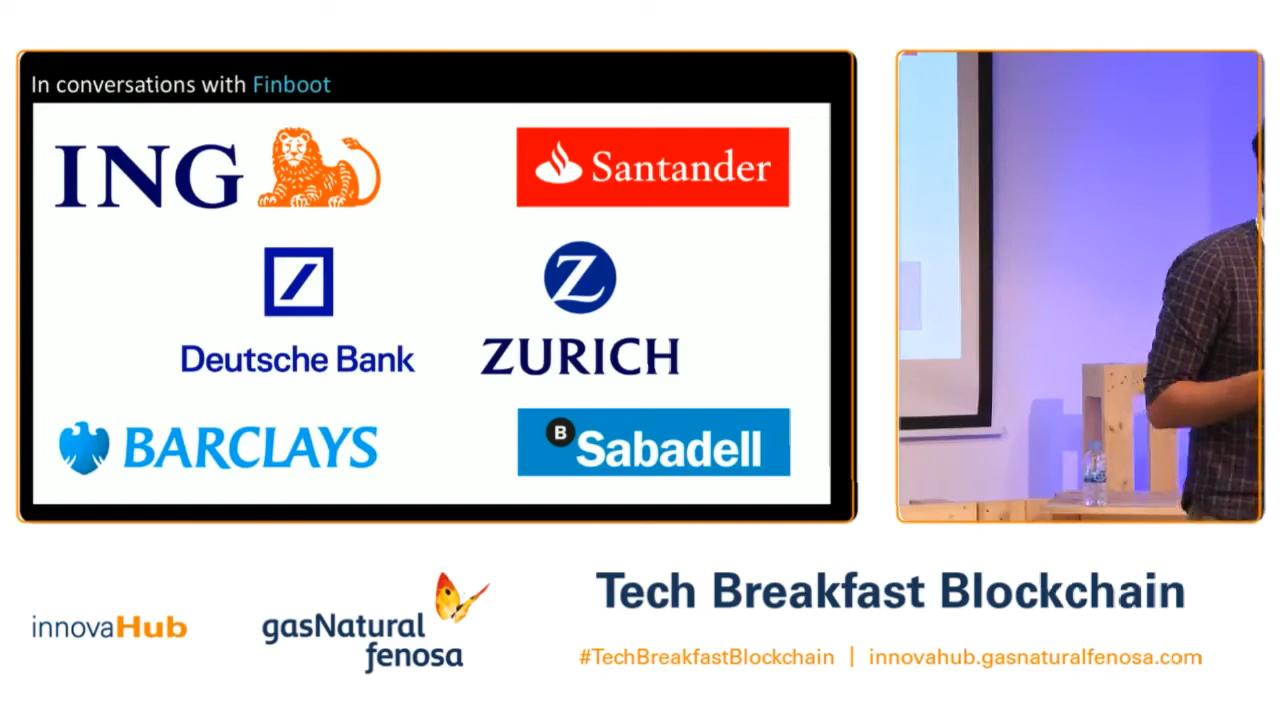 In conversations with Finboot
ING
Santander
Deutsche Bank
Z
ZURICH
BARCLAYS
B Sabadell
innovaHub
gasNatural
fenosa
Tech Breakfast Blockchain
#TechBreakfastBlockchain | innovahub.gasnaturalfenosa.com